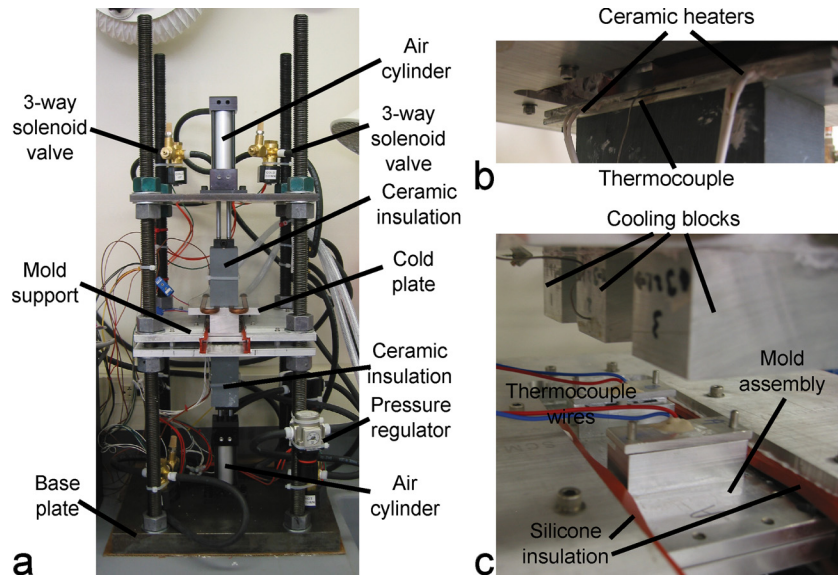 Air
cylinder
3-way
solenoid
valve
3-way
solenoid
valve
Ceramic
insulation
Mold
support
Cold
plate
Ceramic
insulation
Pressure
regulator
Base
plate
Air
cylinder
a
Ceramic heaters
Thermocouple
b
Cooling blocks
3
Mold
assembly
Thermocouple
wires
Silicone
insulation
c